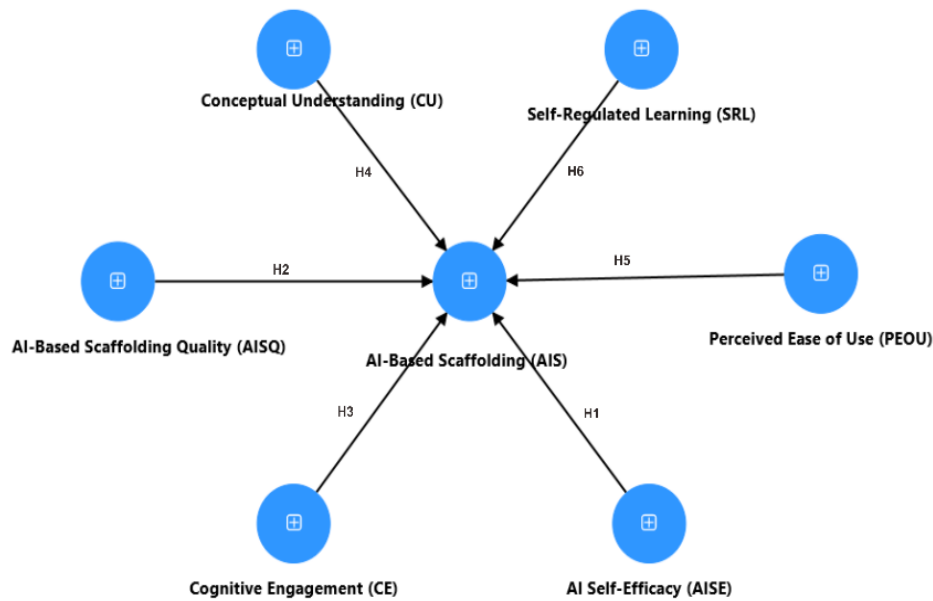 Conceptual Understanding (CU)
Self-Regulated Learning (SRL)
H4
H6
H2
H5
AI-Based Scaffolding Quality (AISQ)
AI-Based Scaffolding (AIS)
Perceived Ease of Use (PEOU)
H3
H1
Cognitive Engagement (CE)
AI Self-Efficacy (AISE)